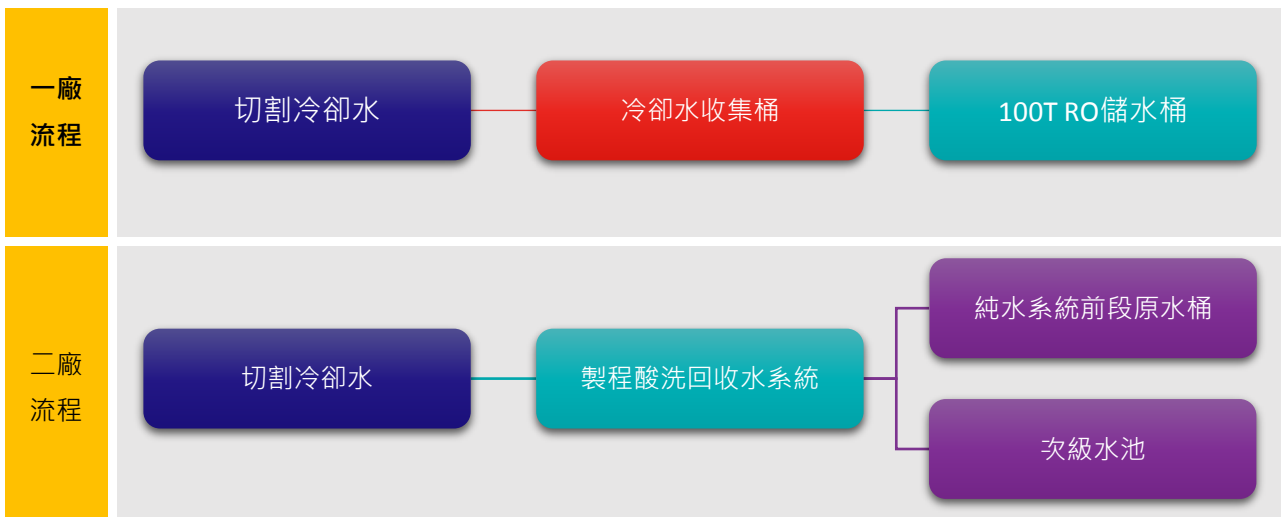 一廠
流程
切割冷卻水
冷卻水收集桶
100T RO儲水桶
二廠
流程
切割冷卻水
製程酸洗回收水系統
純水系統前段原水桶
次級水池